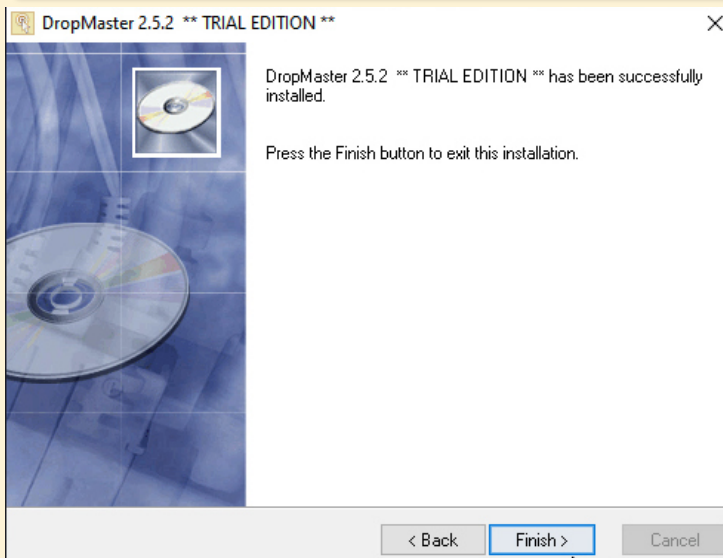 DropMaster 2.5.2 ** TRIAL EDITION **
DropMaster 2.5.2 ** TRIAL EDITION ** has been successfully
installed.
Press the Finish button to exit this installation.
< Back
Finish >
Cancel